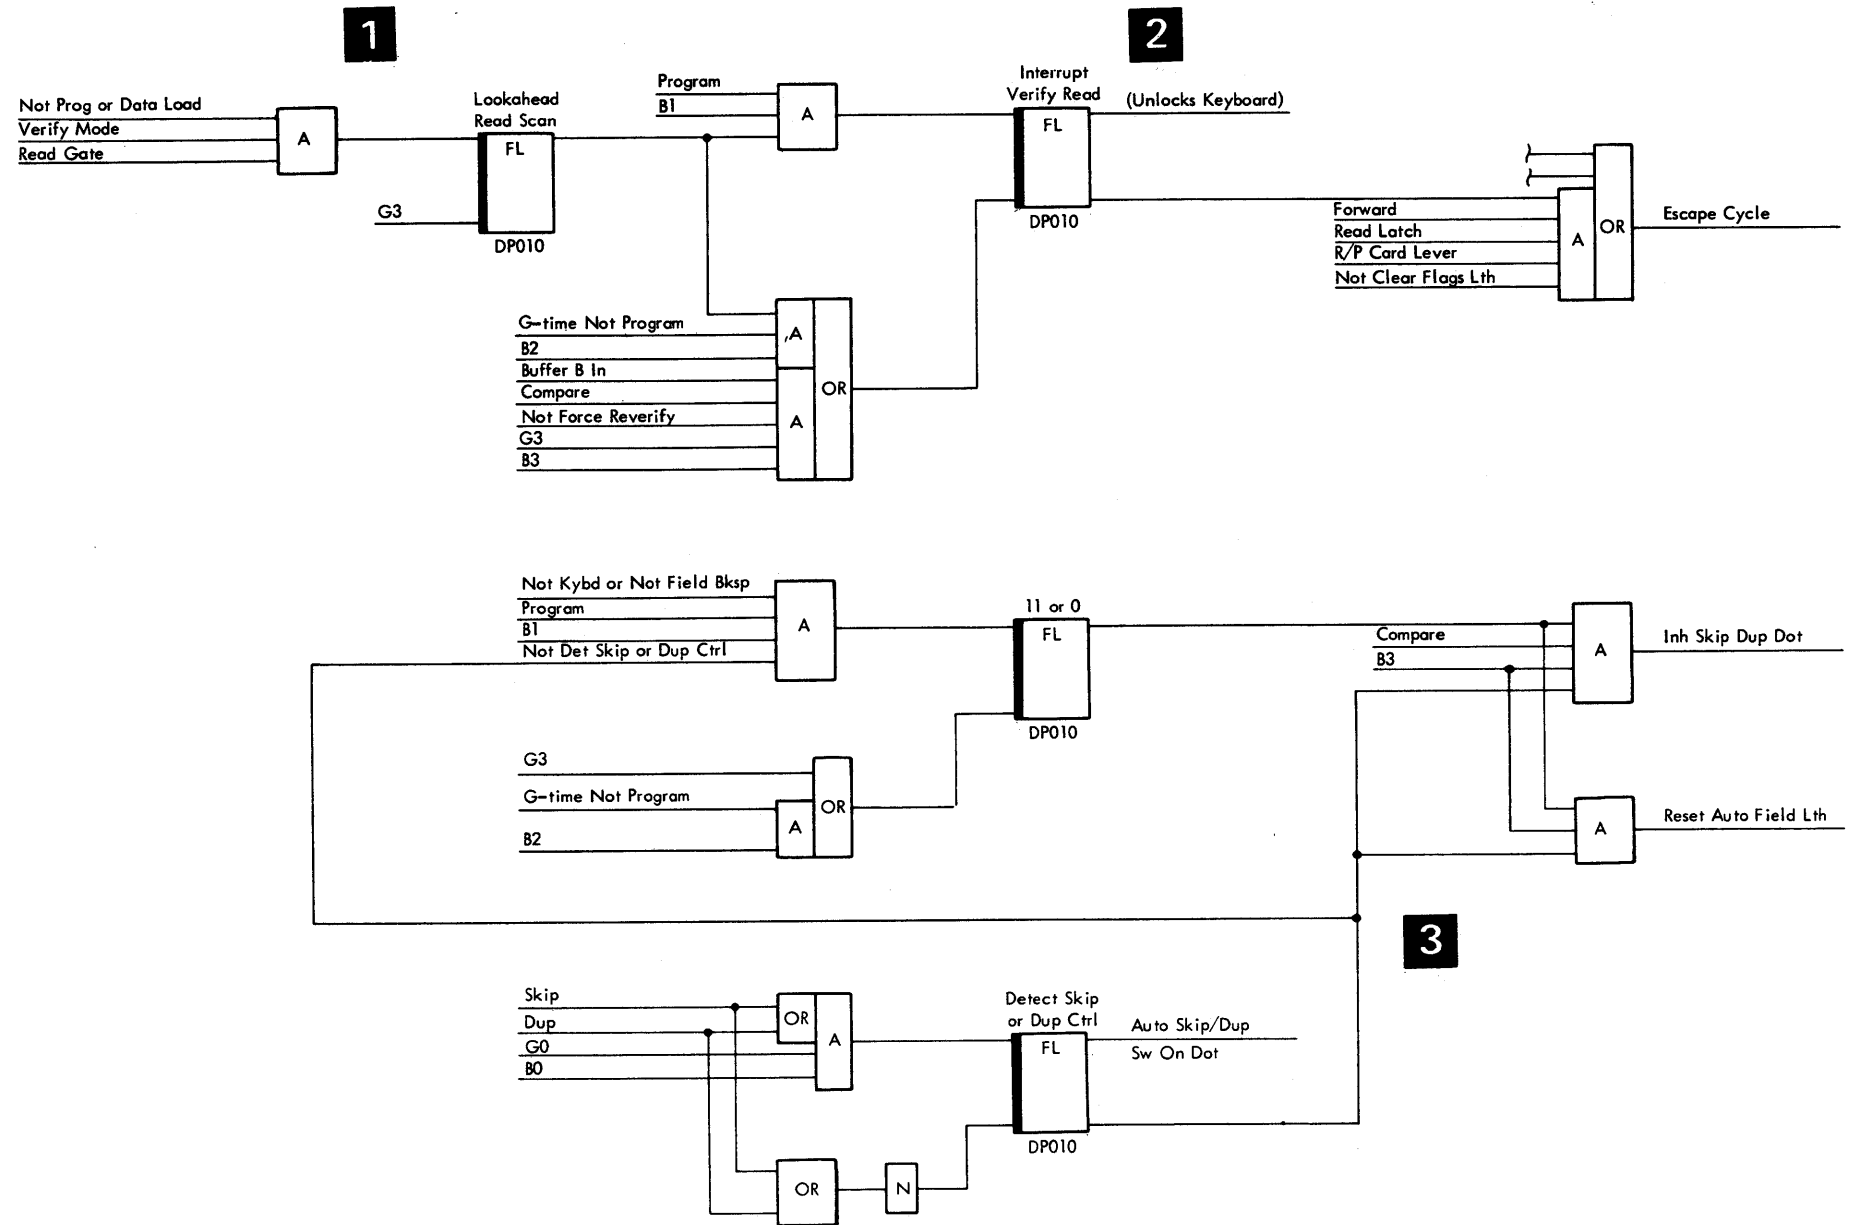 1
2
Not Prog or Data Load
Verify Mode
Read Gate
A
Lookahead
Read Scan
FL
G3
DP010
Program
B1
A
Interrupt
Verify Read
(Unlocks Keyboard)
FL
DP010
Forward
Read Latch
R/P Card Lever
Not Clear Flags Lth
A
OR
Escape Cycle
G-time Not Program
B2
Buffer B In
Compare
Not Force Reverify
G3
B3
A
A
OR
Not Kybd or Not Field Bksp
Program
B1
Not Det Skip or Dup Ctrl
A
11 or 0
FL
DP010
Compare
B3
A
Inh Skip Dup Dot
G3
G-time Not Program
B2
A
OR
A
Reset Auto Field Lth
3
Skip
Dup
G0
B0
OR
A
Detect Skip
or Dup Ctrl
FL
DP010
Auto Skip/Dup
Sw On Dot
OR
N